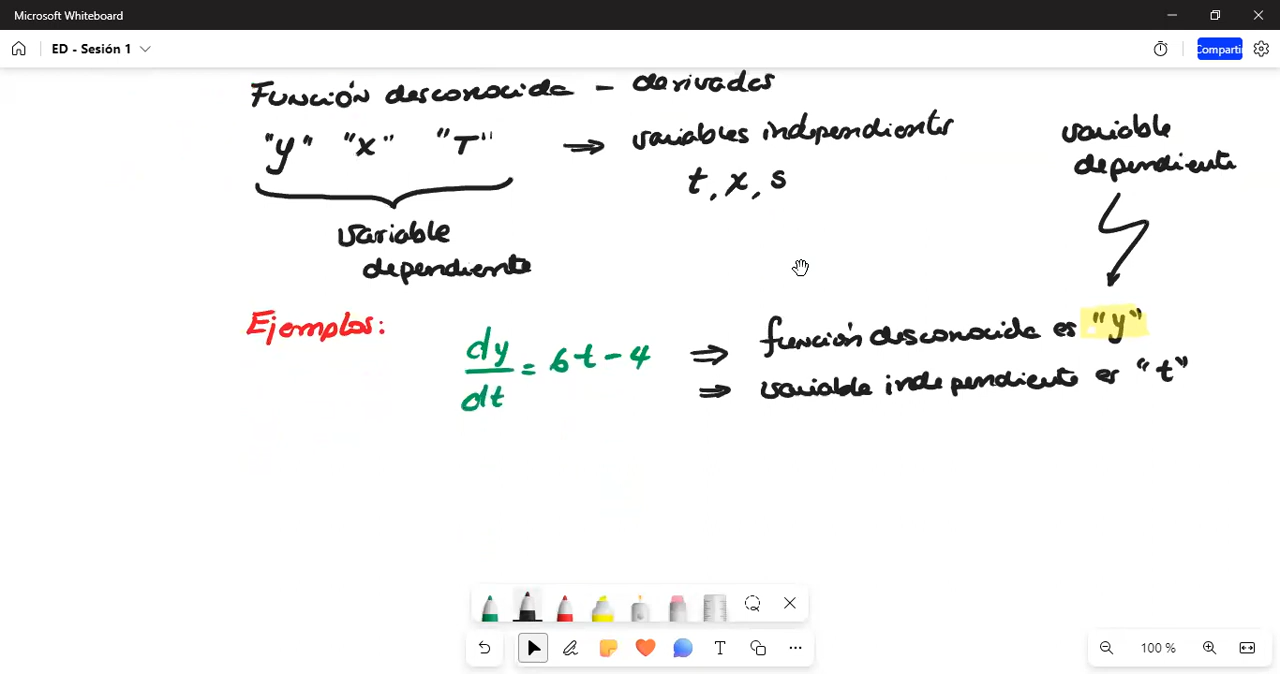 Microsoft Whiteboard
ED - Sesión 1
Compartir
Función desconocida - derivadas
"y" "x" "T" ⇒ variables independientes
t, x, s
variable
dependiente
variable
dependiente
Ejemplos:
dy/dt = 6t - 4 ⇒ función desconocida es "y"
⇒ variable independiente es "t"
T
100 %